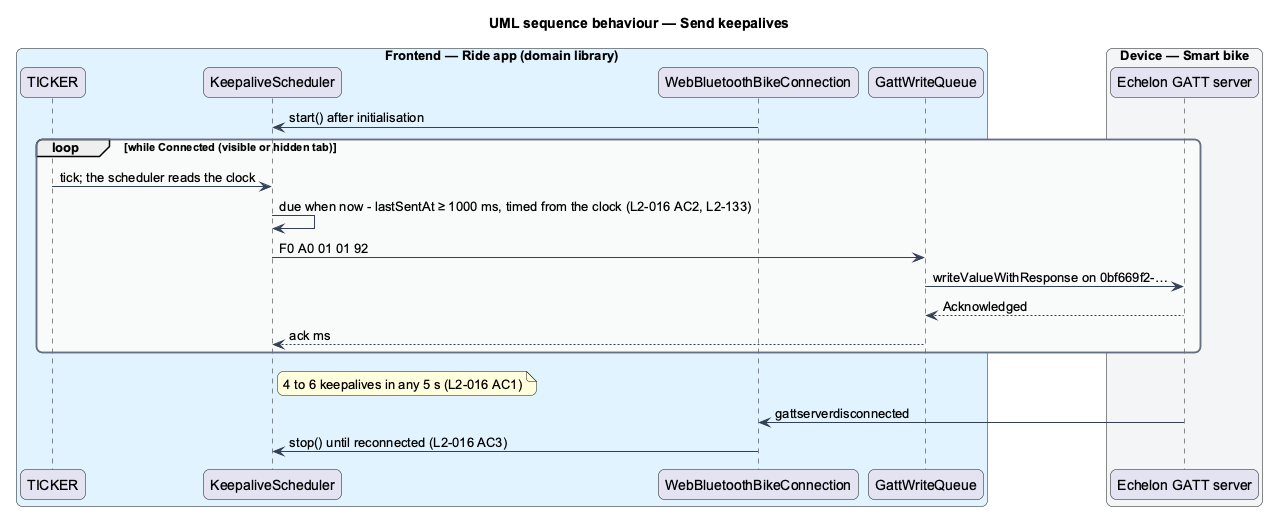 UML sequence behaviour — Send keepalives
Frontend — Ride app (domain library)
Device — Smart bike
TICKER
KeepaliveScheduler
WebBluetoothBikeConnection
GattWriteQueue
Echelon GATT server
start() after initialisation
loop
[while Connected (visible or hidden tab)]
tick; the scheduler reads the clock
due when now - lastSentAt ≥ 1000 ms, timed from the clock (L2-016 AC2, L2-133)
F0 A0 01 01 92
writeValueWithResponse on 0bf669f2-...
Acknowledged
ack ms
4 to 6 keepalives in any 5 s (L2-016 AC1)
gattserverdisconnected
stop() until reconnected (L2-016 AC3)
TICKER
KeepaliveScheduler
WebBluetoothBikeConnection
GattWriteQueue
Echelon GATT server